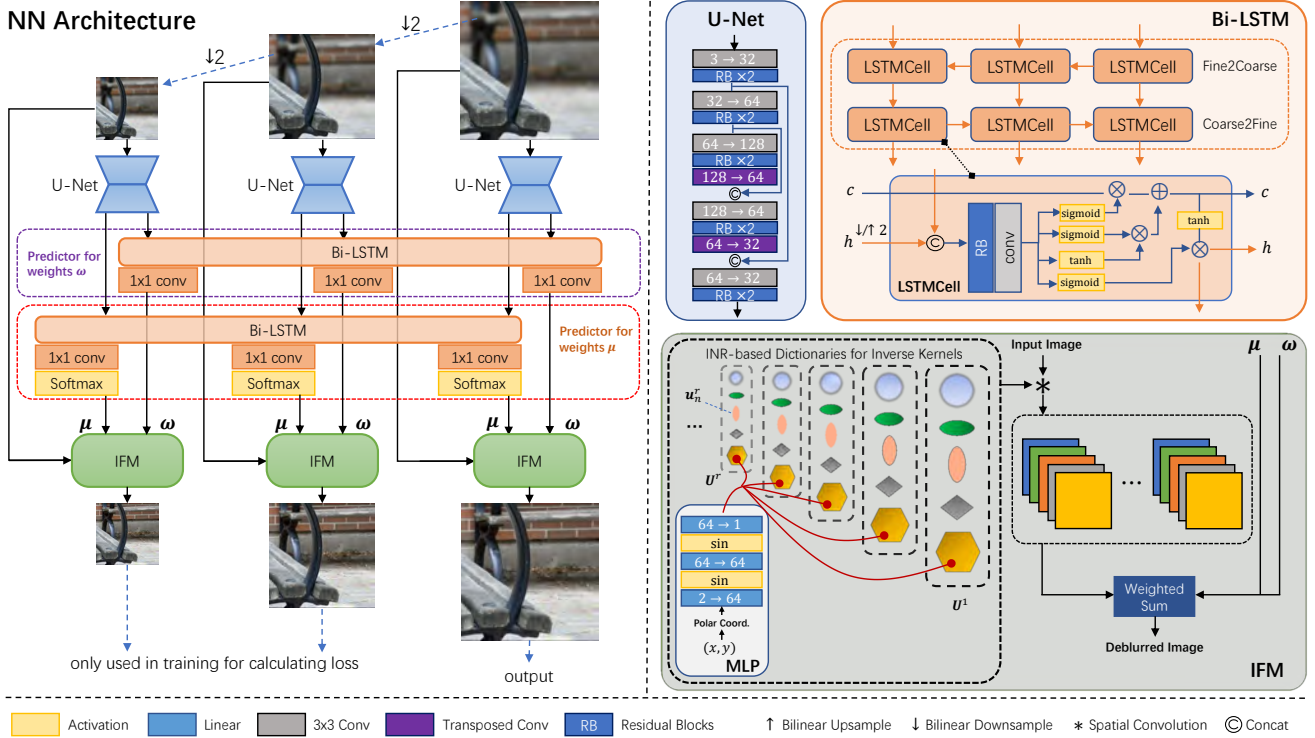 NN Architecture
↓2
↓2
U-Net
U-Net
U-Net
Predictor for
weights ω
Bi-LSTM
1x1 conv
1x1 conv
1x1 conv
Bi-LSTM
Predictor for
weights μ
1x1 conv
1x1 conv
1x1 conv
Softmax
Softmax
Softmax
μ ω
μ ω
μ ω
IFM
IFM
IFM
only used in training for calculating loss
output
U-Net
3 → 32
RB ×2
32 → 64
RB ×2
64 → 128
RB ×2
128 → 64
©
128 → 64
RB ×2
64 → 32
©
64 → 32
RB ×2
Bi-LSTM
LSTMCell
LSTMCell
LSTMCell
Fine2Coarse
LSTMCell
LSTMCell
LSTMCell
Coarse2Fine
c
c
h ↓/↑ 2
©
RB
conv
sigmoid
sigmoid
tanh
sigmoid
tanh
h
LSTMCell
INR-based Dictionaries for Inverse Kernels
u_n^r
...
U^r
U^1
64 → 1
sin
64 → 64
sin
2 → 64
Polar Coord.
(x, y)
MLP
Input Image
*
μ ω
...
Weighted
Sum
Deblurred Image
IFM
Activation
Linear
3x3 Conv
Transposed Conv
RB Residual Blocks
↑ Bilinear Upsample
↓ Bilinear Downsample
* Spatial Convolution
© Concat